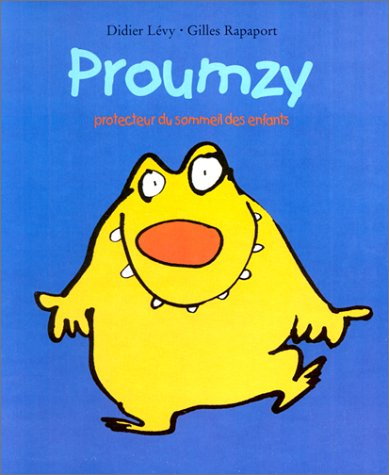 Didier Lévy • Gilles Rapaport
Proumzy
protecteur du sommeil des enfants